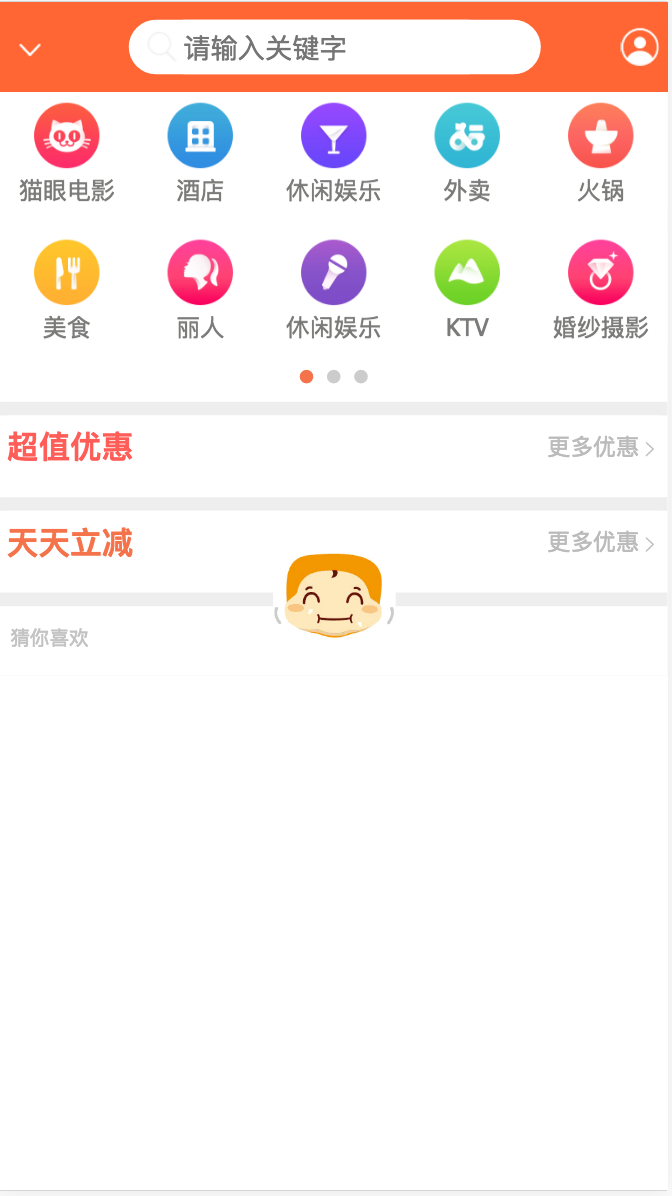 请输入关键字
猫眼电影 酒店 休闲娱乐 外卖 火锅
美食 丽人 休闲娱乐 KTV 婚纱摄影
超值优惠 更多优惠
天天立减 更多优惠
猜你喜欢